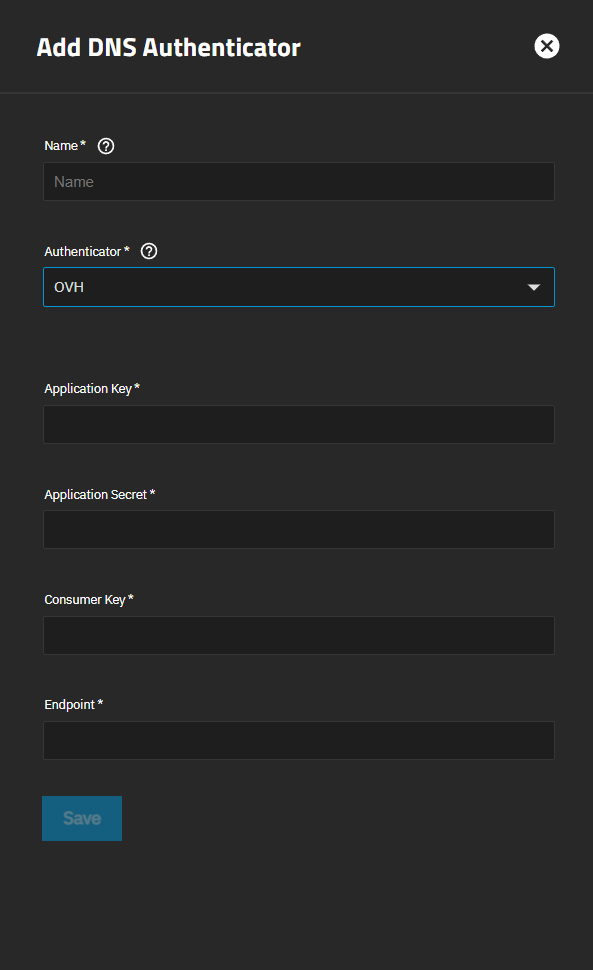 Add DNS Authenticator
Name *
Name
Authenticator *
OVH
Application Key *
Application Secret *
Consumer Key *
Endpoint *
Save